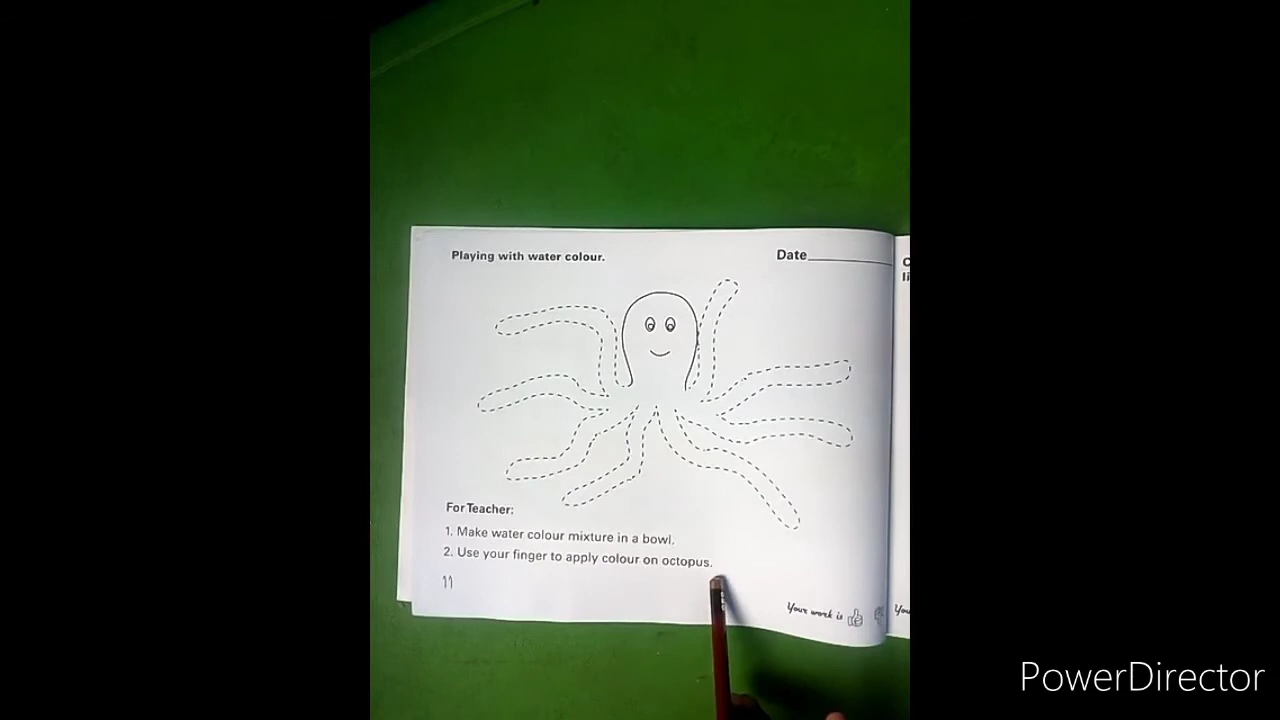 Playing with water colour.
Date
For Teacher:
1. Make water colour mixture in a bowl.
2. Use your finger to apply colour on octopus.
11
Your work is
You
PowerDirector